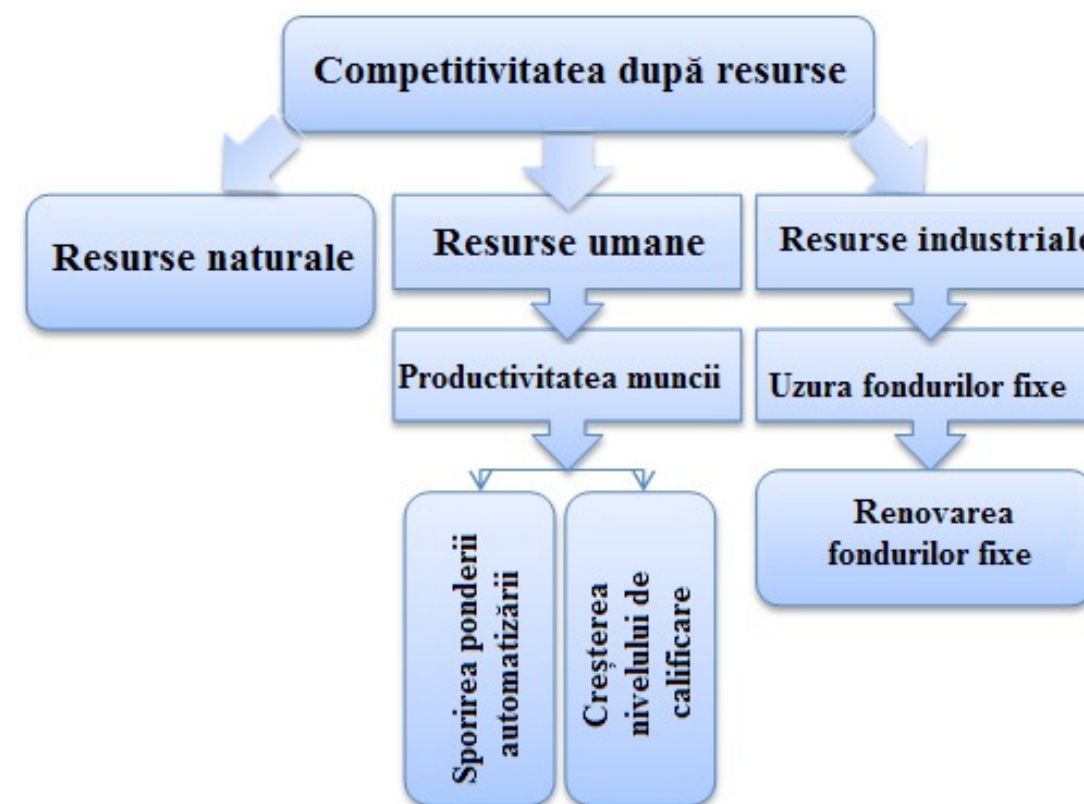 Competitivitatea după resurse
Resurse naturale
Resurse umane
Resurse industriale
Productivitatea muncii
Uzura fondurilor fixe
Sporirea ponderii
automatizării
Creșterea
nivelului de
calificare
Renovarea
fondurilor fixe